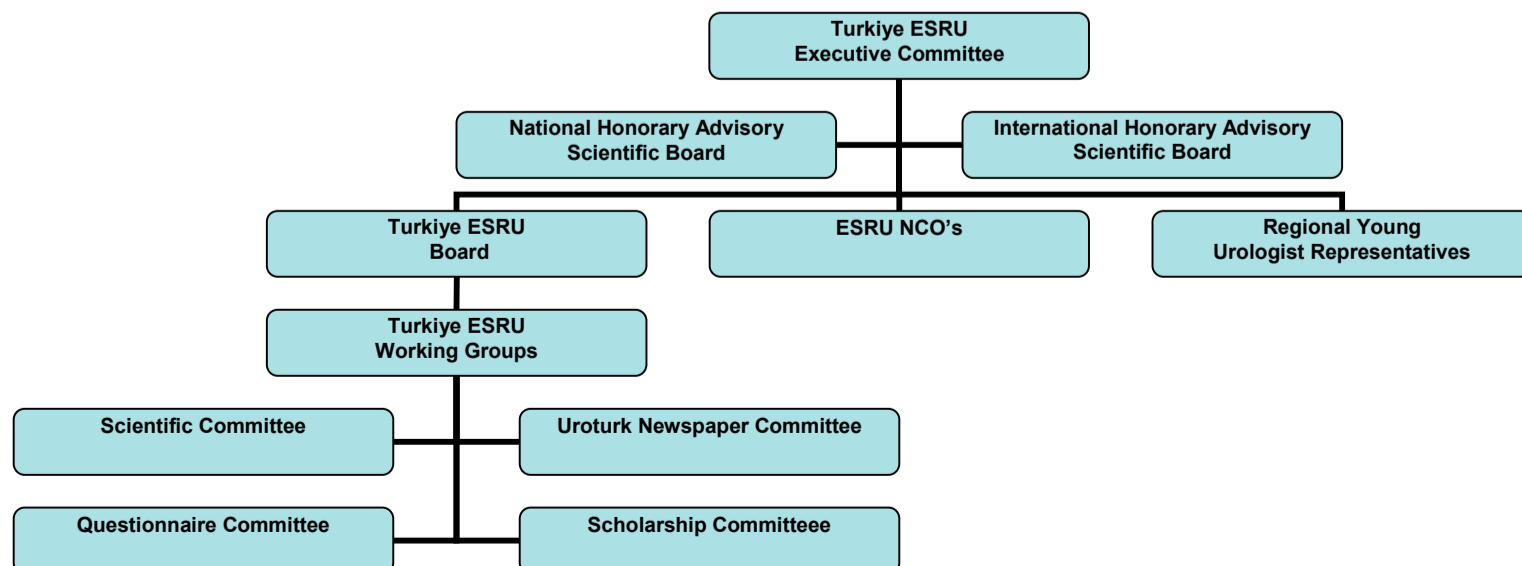 Turkiye ESRU
Executive Committee
National Honorary Advisory
Scientific Board
International Honorary Advisory
Scientific Board
Turkiye ESRU
Board
ESRU NCO’s
Regional Young
Urologist Representatives
Turkiye ESRU
Working Groups
Scientific Committee
Uroturk Newspaper Committee
Questionnaire Committee
Scholarship Committeee